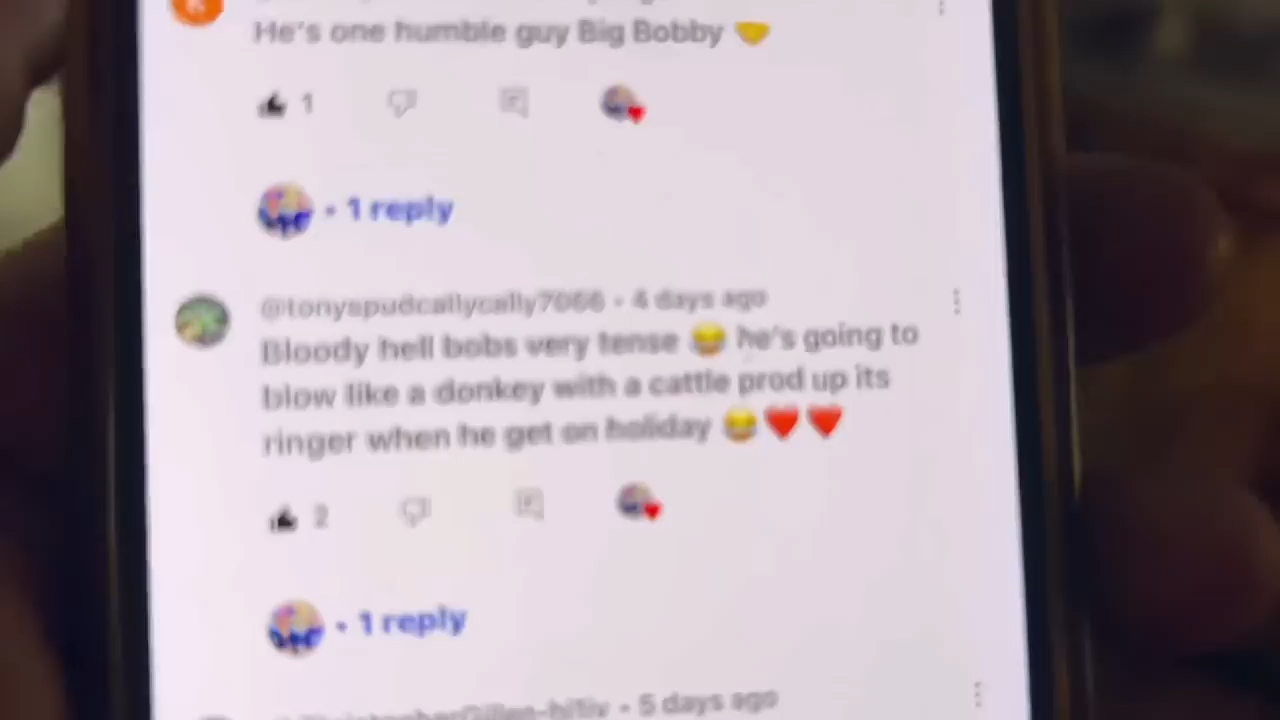 He's one humble guy Big Bobby 🤝
1
• 1 reply
@tonyspudcallycally7066 • 4 days ago
Bloody hell bobs very tense 😂 he's going to
blow like a donkey with a cattle prod up its
ringer when he get on holiday 😂❤️❤️
2
• 1 reply
• 5 days ago